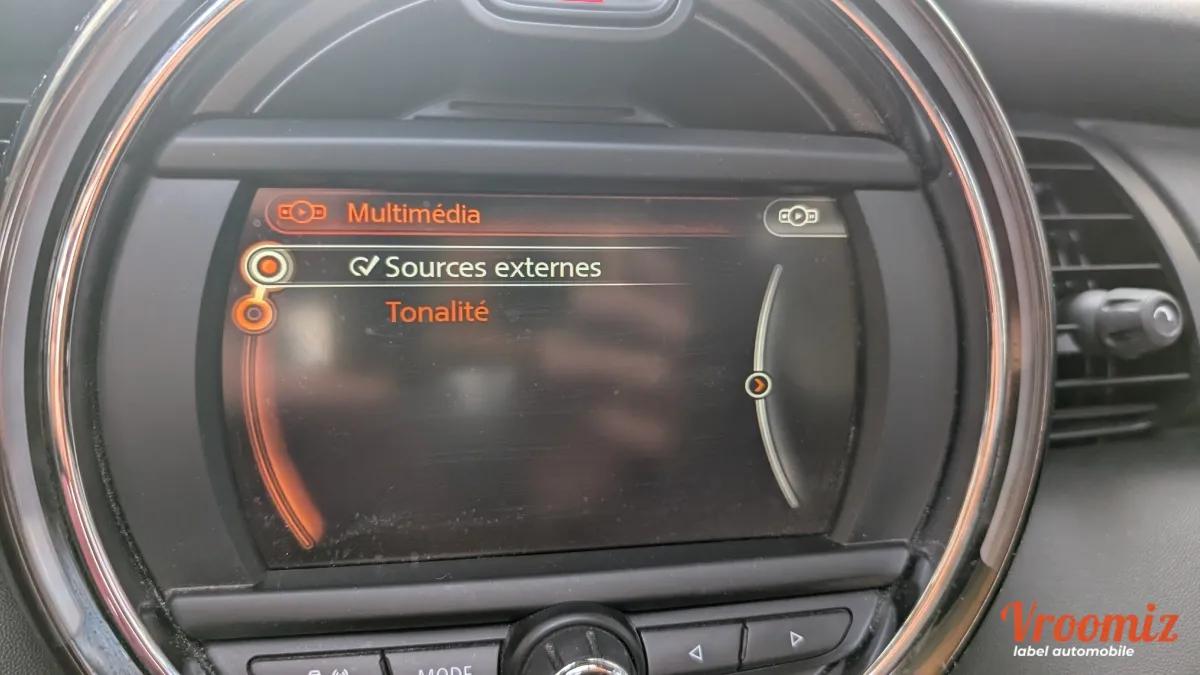 Multimédia
Sources externes
Tonalité
MODE
Vroomiz
label automobile